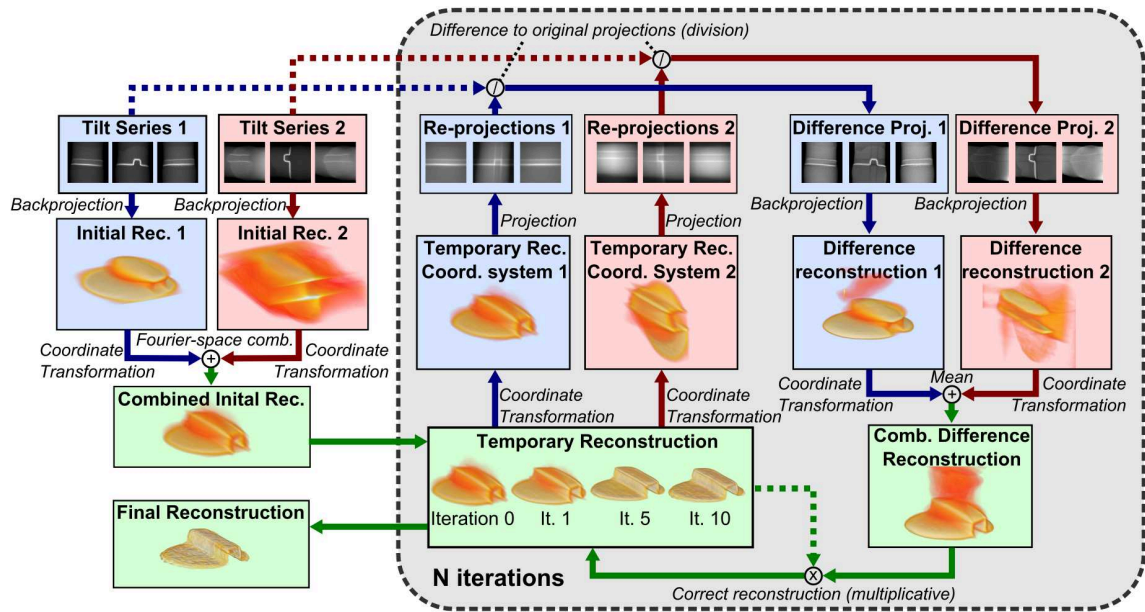 Difference to original projections (division)
/
/
Tilt Series 1
Tilt Series 2
Re-projections 1
Re-projections 2
Difference Proj. 1
Difference Proj. 2
Backprojection
Backprojection
Projection
Projection
Backprojection
Backprojection
Initial Rec. 1
Initial Rec. 2
Temporary Rec.
Coord. system 1
Temporary Rec.
Coord. System 2
Difference
reconstruction 1
Difference
reconstruction 2
Fourier-space comb.
+
Coordinate
Transformation
Coordinate
Transformation
Coordinate
Transformation
Coordinate
Transformation
Coordinate
Transformation
Mean
+
Coordinate
Transformation
Combined Inital Rec.
Temporary Reconstruction
Iteration 0
It. 1
It. 5
It. 10
Comb. Difference
Reconstruction
Final Reconstruction
N iterations
x
Correct reconstruction (multiplicative)